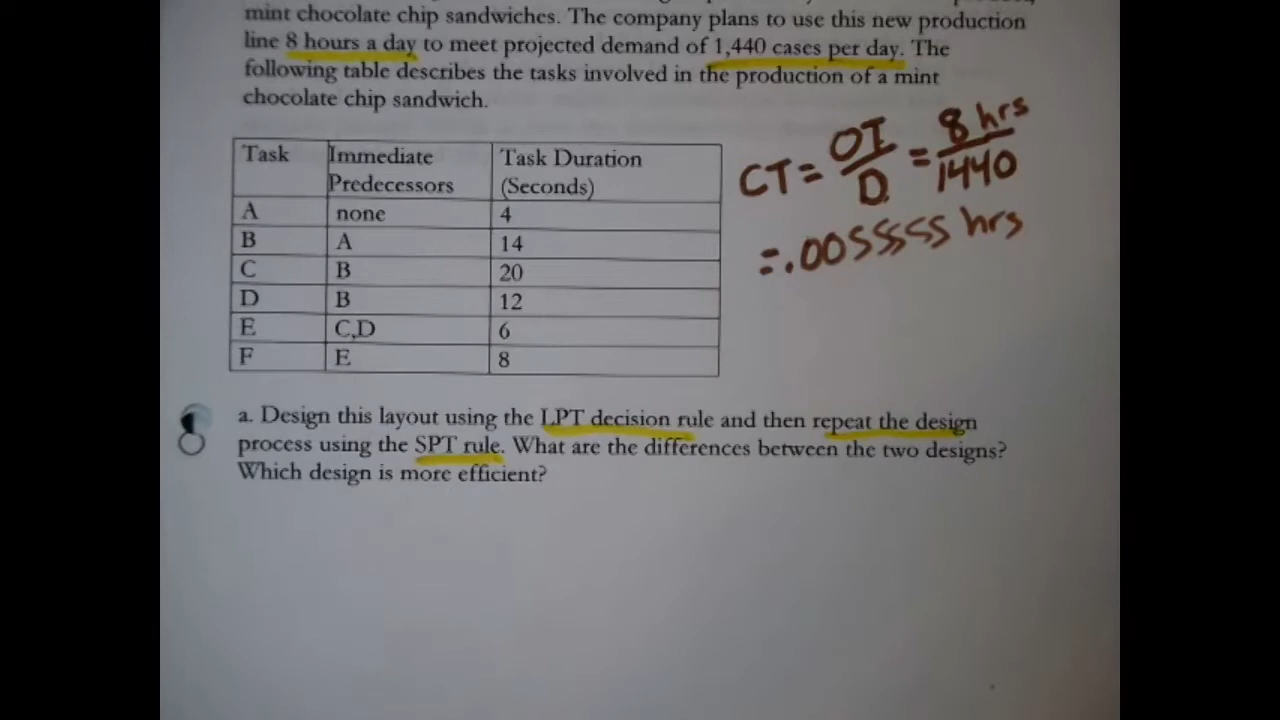 mint chocolate chip sandwiches. The company plans to use this new production
line 8 hours a day to meet projected demand of 1,440 cases per day. The
following table describes the tasks involved in the production of a mint
chocolate chip sandwich.
Task Immediate Predecessors Task Duration (Seconds)
A none 4
B A 14
C B 20
D B 12
E C,D 6
F E 8
CT = OT/D = 8 hrs/1440
= .0055555 hrs
a. Design this layout using the LPT decision rule and then repeat the design
process using the SPT rule. What are the differences between the two designs?
Which design is more efficient?